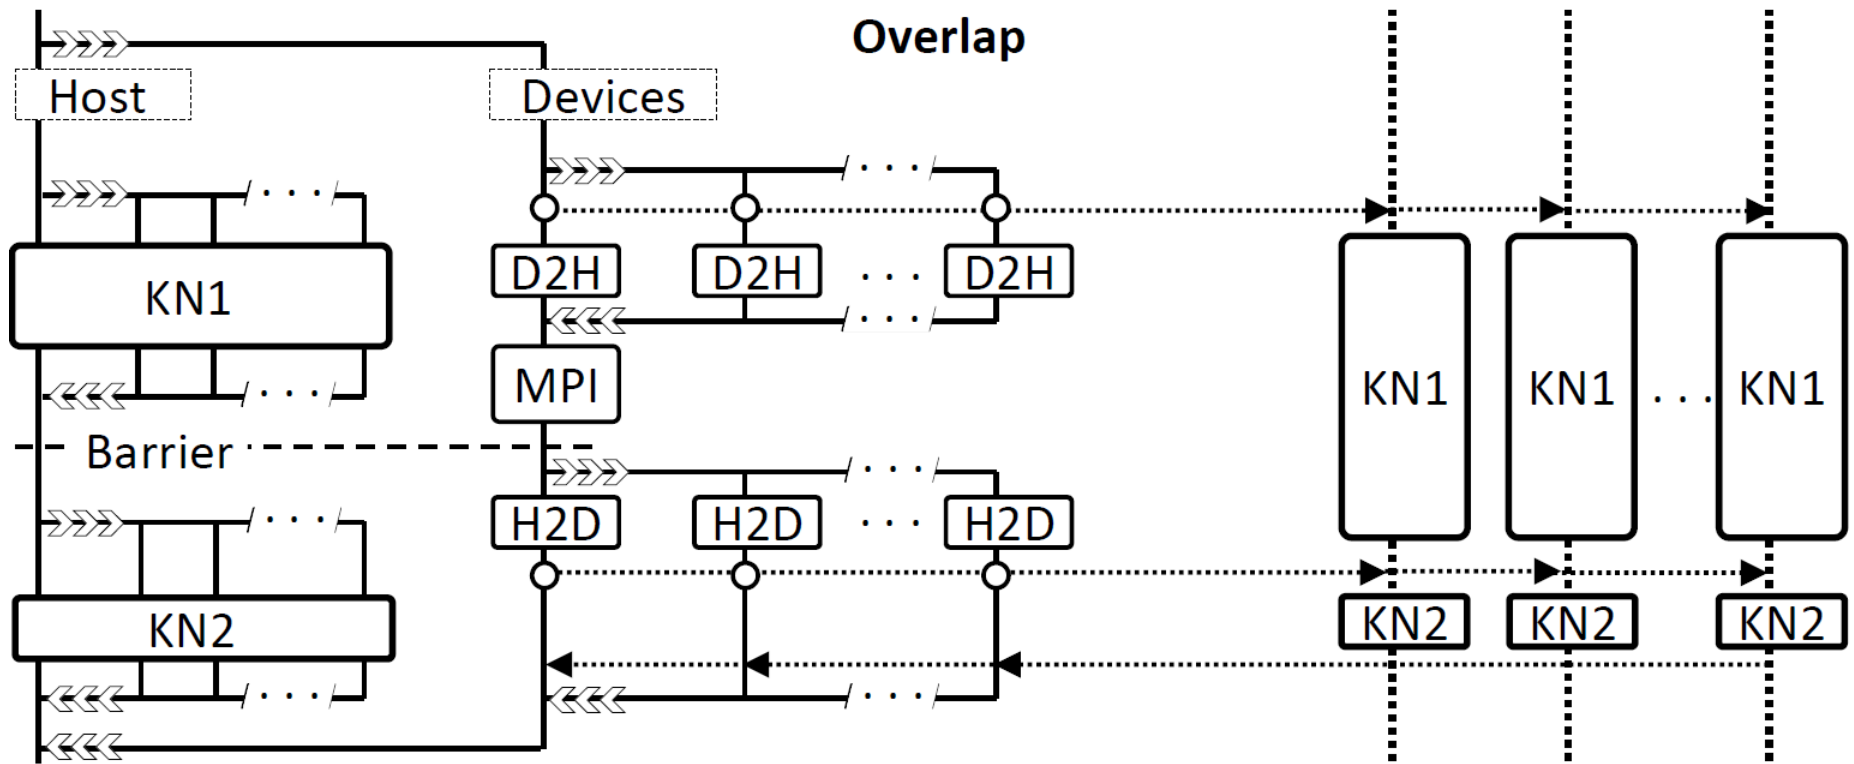 Overlap
Host
Devices
. . .
. . .
D2H D2H . . . D2H
KN1
. . .
MPI
KN1 KN1 . . . KN1
. . .
Barrier
. . .
H2D H2D . . . H2D
. . .
KN2
KN2 KN2 KN2
. . .
. . .